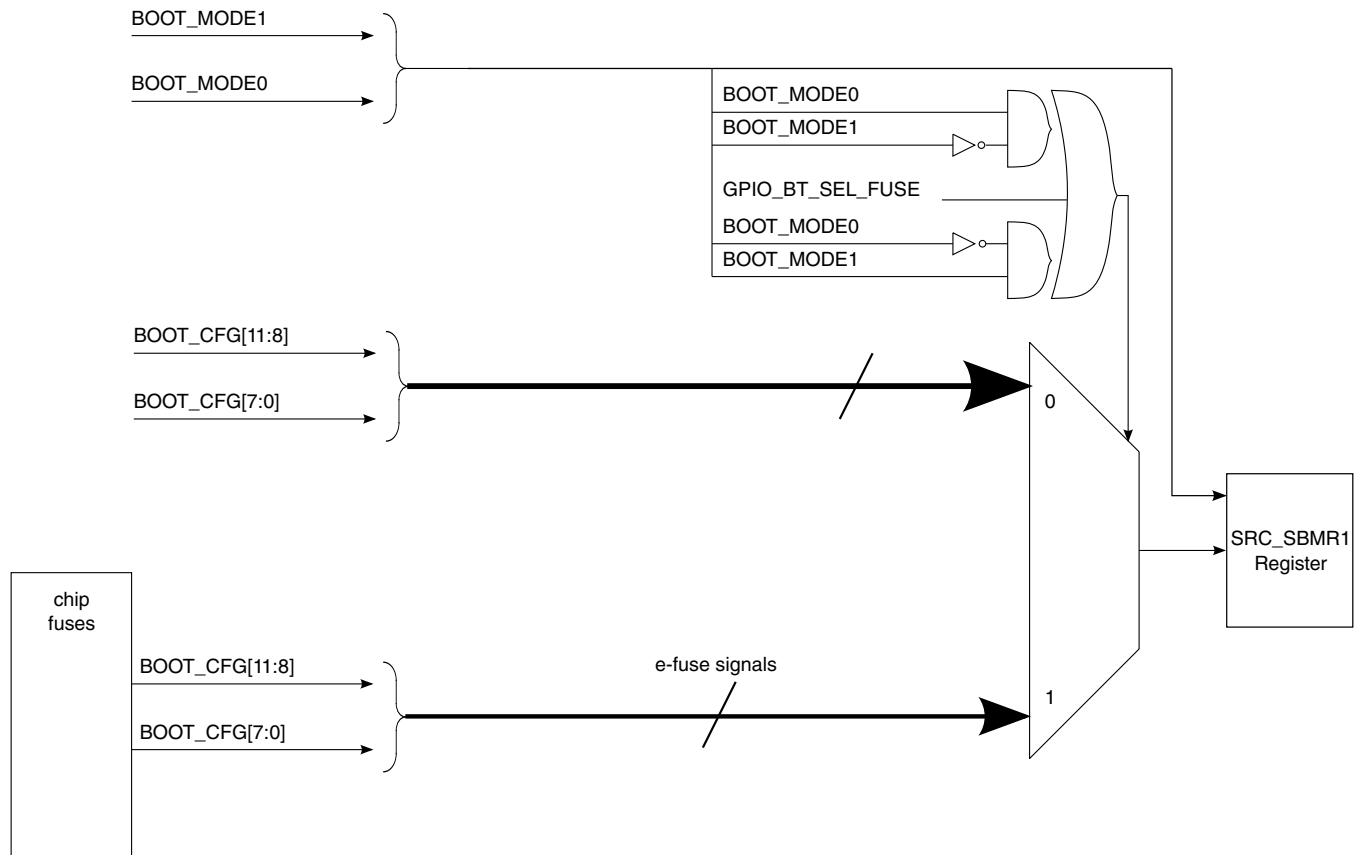 BOOT_MODE1
BOOT_MODE0
BOOT_MODE0
BOOT_MODE1
GPIO_BT_SEL_FUSE
BOOT_MODE0
BOOT_MODE1
BOOT_CFG[11:8]
BOOT_CFG[7:0]
0
SRC_SBMR1
Register
chip
fuses
BOOT_CFG[11:8]
BOOT_CFG[7:0]
e-fuse signals
1